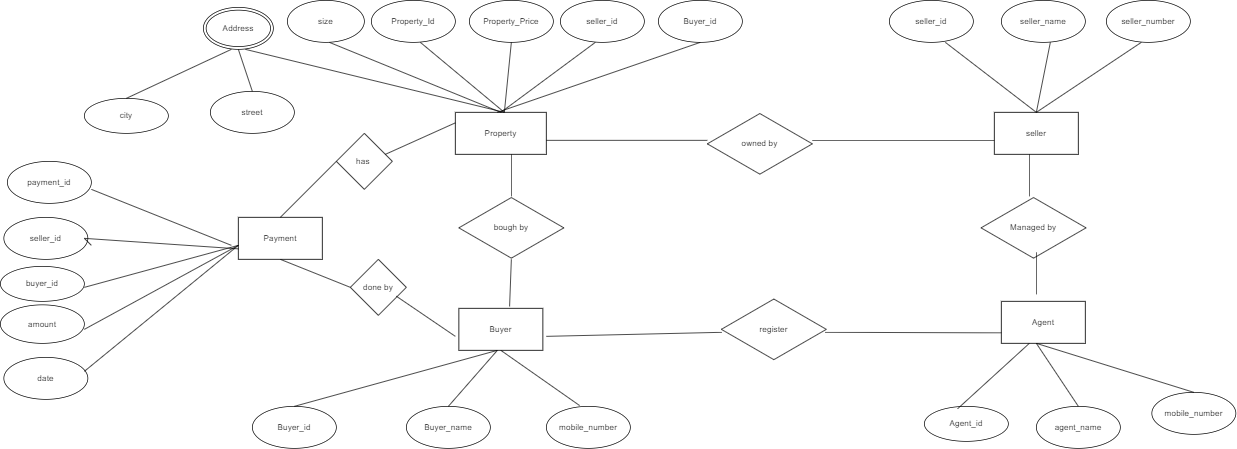 Address
size
Property_Id
Property_Price
seller_id
Buyer_id
seller_id
seller_name
seller_number
city
street
Property
owned by
seller
has
payment_id
seller_id
buyer_id
amount
date
Payment
bough by
Managed by
done by
Buyer
register
Agent
Buyer_id
Buyer_name
mobile_number
Agent_id
agent_name
mobile_number